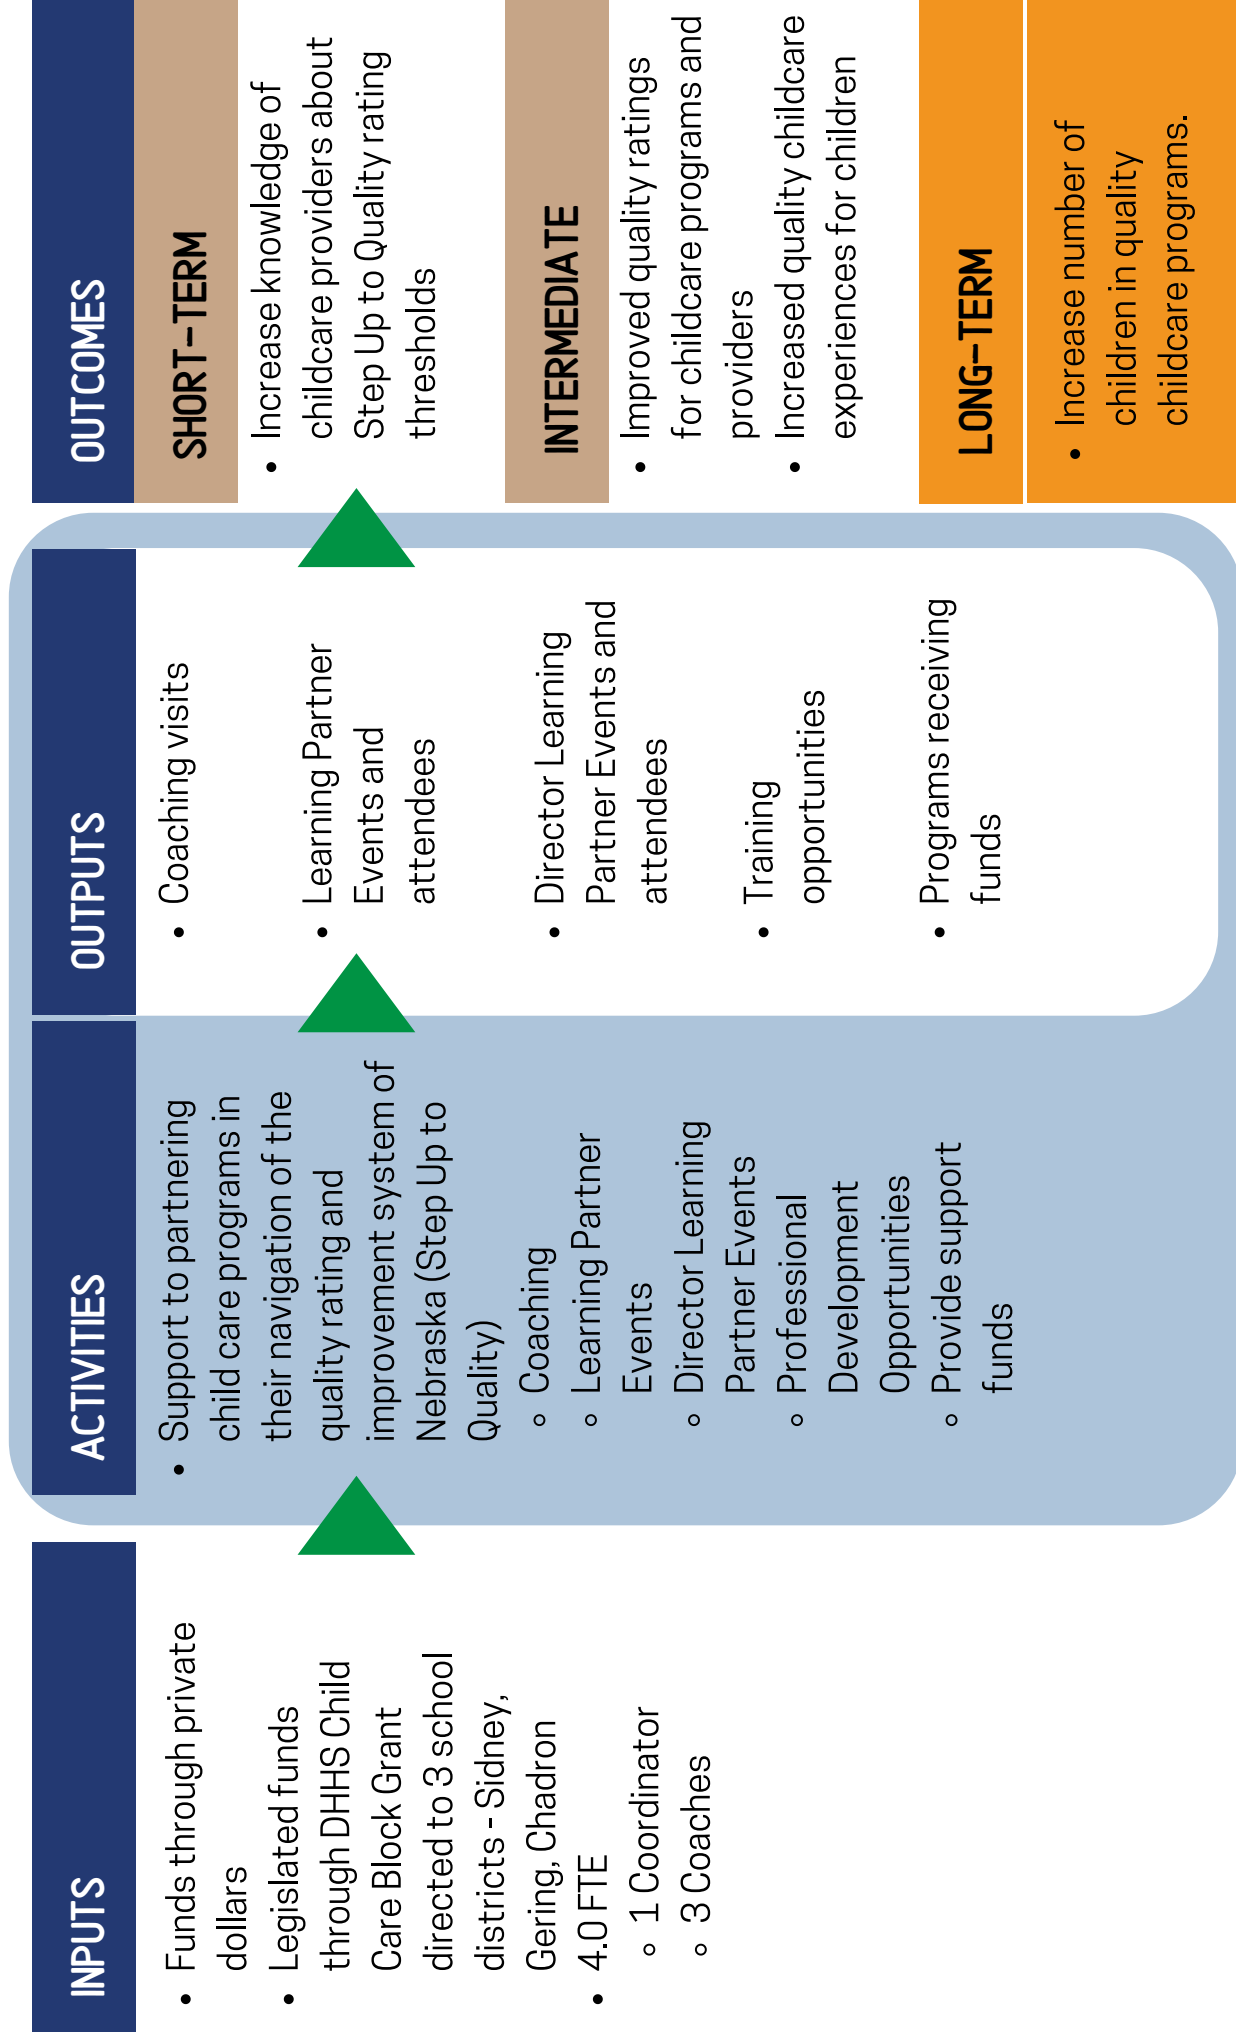 INPUTS
• Funds through private
dollars
• Legislated funds
through DHHS Child
Care Block Grant
directed to 3 school
districts - Sidney,
Gering, Chadron
• 4.0 FTE
◦ 1 Coordinator
◦ 3 Coaches
ACTIVITIES
• Support to partnering
child care programs in
their navigation of the
quality rating and
improvement system of
Nebraska (Step Up to
Quality)
◦ Coaching
◦ Learning Partner
Events
◦ Director Learning
Partner Events
◦ Professional
Development
Opportunities
◦ Provide support
funds
OUTPUTS
• Coaching visits
• Learning Partner
Events and
attendees
• Director Learning
Partner Events and
attendees
• Training
opportunities
• Programs receiving
funds
OUTCOMES
SHORT-TERM
• Increase knowledge of
childcare providers about
Step Up to Quality rating
thresholds
INTERMEDIATE
• Improved quality ratings
for childcare programs and
providers
• Increased quality childcare
experiences for children
LONG-TERM
• Increase number of
children in quality
childcare programs.